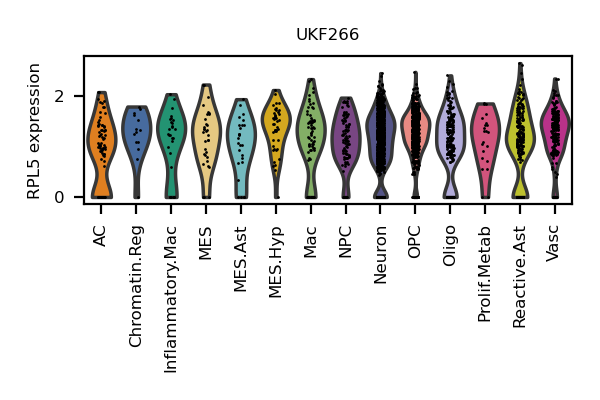 UKF266
RPL5 expression
2
0
AC
Chromatin.Reg
Inflammatory.Mac
MES
MES.Ast
MES.Hyp
Mac
NPC
Neuron
OPC
Oligo
Prolif.Metab
Reactive.Ast
Vasc